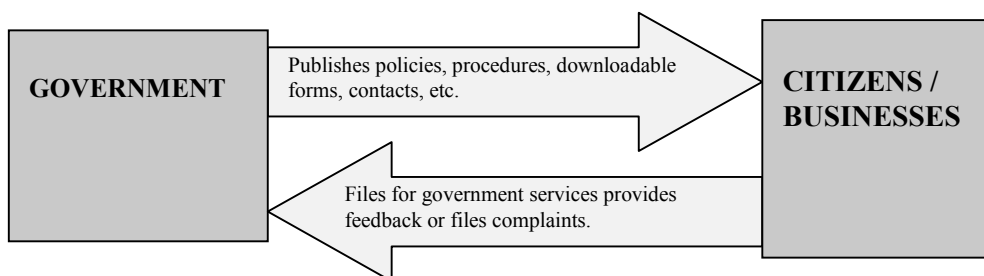 GOVERNMENT
Publishes policies, procedures, downloadable
forms, contacts, etc.
CITIZENS /
BUSINESSES
Files for government services provides
feedback or files complaints.